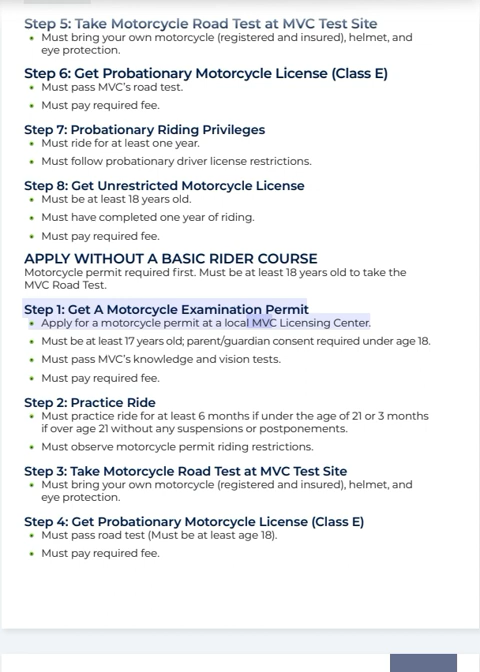 Step 5: Take Motorcycle Road Test at MVC Test Site
• Must bring your own motorcycle (registered and insured), helmet, and
eye protection.
Step 6: Get Probationary Motorcycle License (Class E)
• Must pass MVC's road test.
• Must pay required fee.
Step 7: Probationary Riding Privileges
• Must ride for at least one year.
• Must follow probationary driver license restrictions.
Step 8: Get Unrestricted Motorcycle License
• Must be at least 18 years old.
• Must have completed one year of riding.
• Must pay required fee.
APPLY WITHOUT A BASIC RIDER COURSE
Motorcycle permit required first. Must be at least 18 years old to take the
MVC Road Test.
Step 1: Get A Motorcycle Examination Permit
• Apply for a motorcycle permit at a local MVC Licensing Center.
• Must be at least 17 years old; parent/guardian consent required under age 18.
• Must pass MVC's knowledge and vision tests.
• Must pay required fee.
Step 2: Practice Ride
• Must practice ride for at least 6 months if under the age of 21 or 3 months
if over age 21 without any suspensions or postponements.
• Must observe motorcycle permit riding restrictions.
Step 3: Take Motorcycle Road Test at MVC Test Site
• Must bring your own motorcycle (registered and insured), helmet, and
eye protection.
Step 4: Get Probationary Motorcycle License (Class E)
• Must pass road test (Must be at least age 18).
• Must pay required fee.